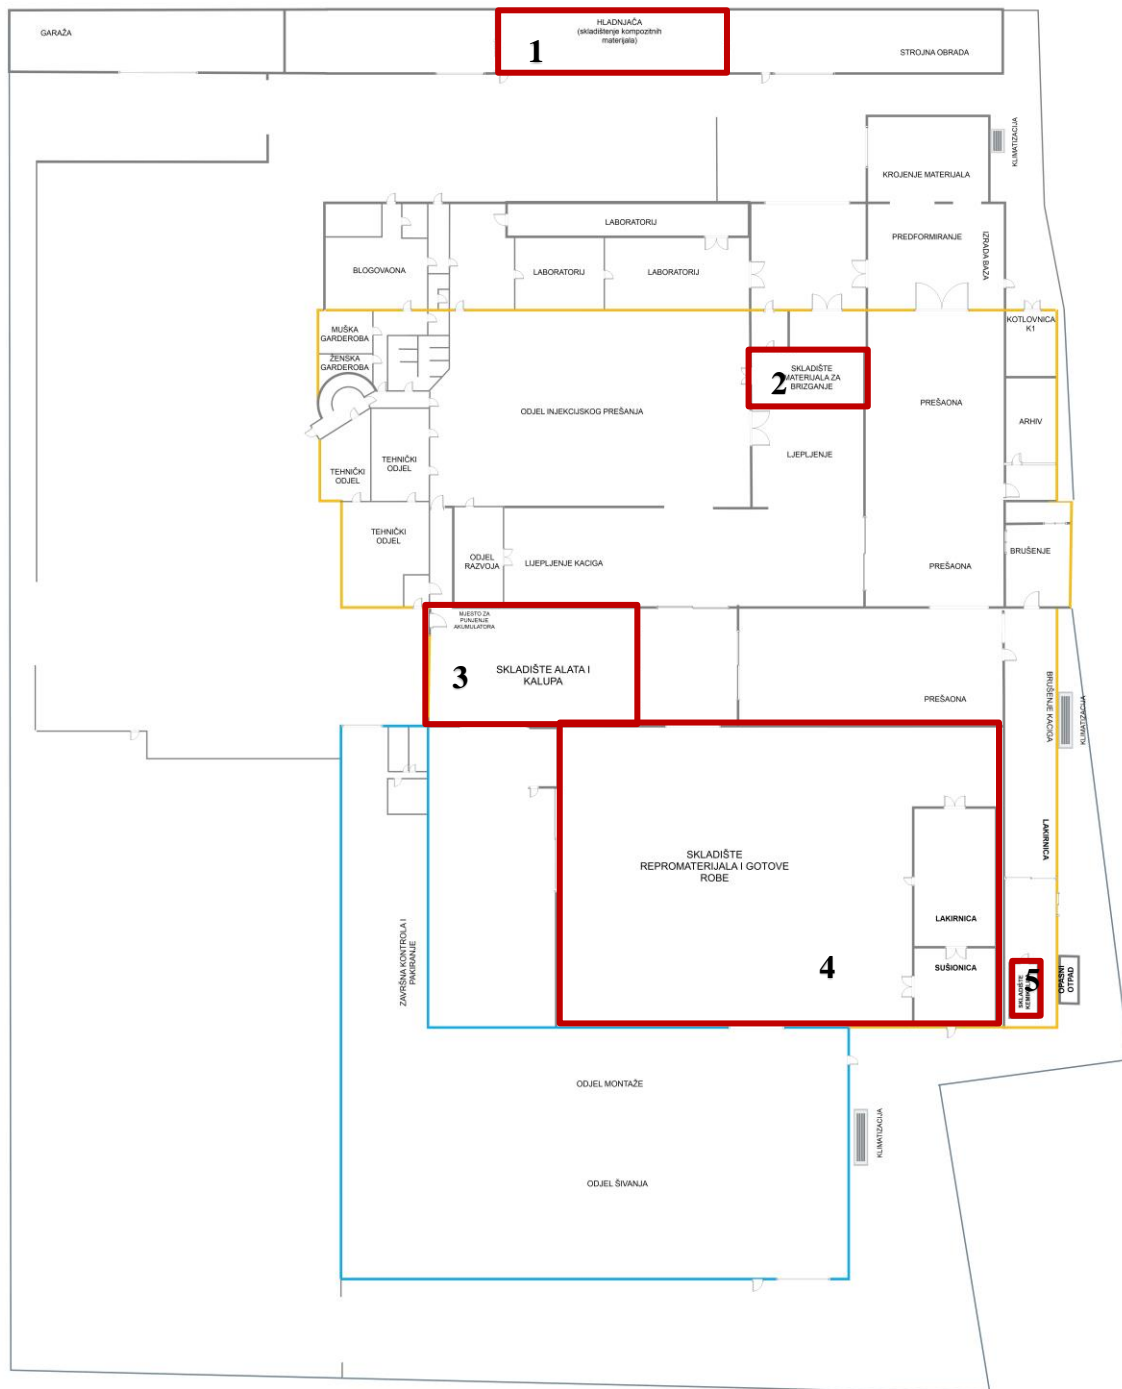 GARAŽA
1
HLADNJAČA
(skladištenje kompozitnih
materijala)
STROJNA OBRADA
KLIMATIZACIJA
KROJENJE MATERIJALA
LABORATORIJ
PREDFORMIRANJE
IZRADA BAZA
BLOGOVAONA
LABORATORIJ
LABORATORIJ
KOTLOVNICA
K1
MUŠKA
GARDEROBA
ŽENSKA
GARDEROBA
2
SKLADIŠTE
MATERIJALA ZA
BRIZGANJE
ODJEL INJEKCIJSKOG PREŠANJA
PREŠAONA
ARHIV
LJEPLJENJE
TEHNIČKI
ODJEL
TEHNIČKI
ODJEL
TEHNIČKI
ODJEL
ODJEL
RAZVOJA
LIJEPLJENJE KACIGA
PREŠAONA
BRUŠENJE
MJESTO ZA
PUNJENJE
AKUMULATORA
3
SKLADIŠTE ALATA I
KALUPA
PREŠAONA
BRUŠENJE KACIGA
KLIMATIZACIJA
LAKIRNICA
SKLADIŠTE
REPROMATERIJALA I GOTOVE
ROBE
ZAVRŠNA KONTROLA I
PAKIRANJE
LAKIRNICA
4
SUŠIONICA
5
SKLADIŠTE
OPASNI
OTPAD
ODJEL MONTAŽE
KLIMATIZACIJA
ODJEL ŠIVANJA